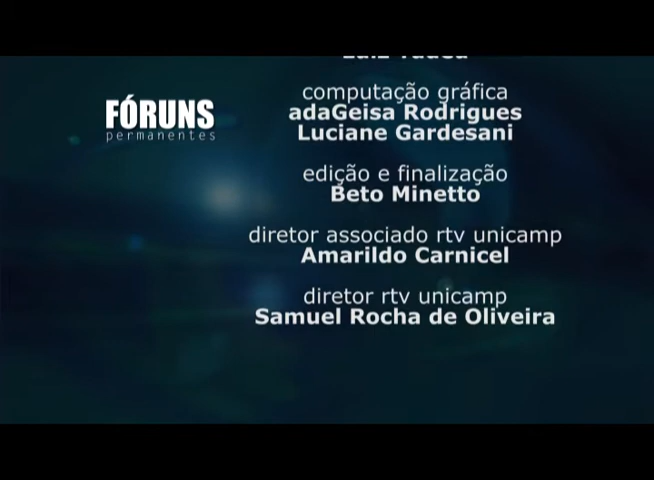 FÓRUNS
permanentes
computação gráfica
adaGeisa Rodrigues
Luciane Gardesani
edição e finalização
Beto Minetto
diretor associado rtv unicamp
Amarildo Carnicel
diretor rtv unicamp
Samuel Rocha de Oliveira